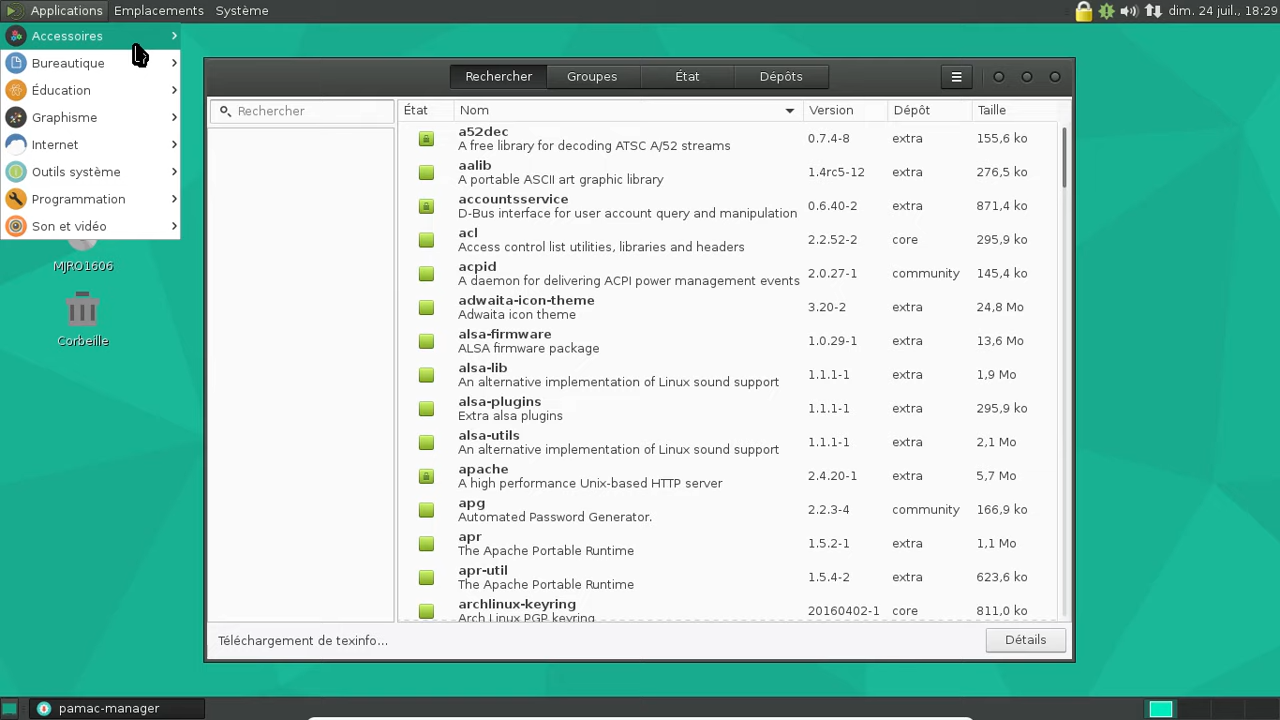 Applications Emplacements Système dim. 24 juil., 18:29
Accessoires
Bureautique
Éducation
Graphisme
Internet
Outils système
Programmation
Son et vidéo
MJRO1606
Corbeille
Rechercher Groupes État Dépôts
Rechercher
État Nom Version Dépôt Taille
a52dec
A free library for decoding ATSC A/52 streams
0.7.4-8 extra 155,6 ko
aalib
A portable ASCII art graphic library
1.4rc5-12 extra 276,5 ko
accountsservice
D-Bus interface for user account query and manipulation
0.6.40-2 extra 871,4 ko
acl
Access control list utilities, libraries and headers
2.2.52-2 core 295,9 ko
acpid
A daemon for delivering ACPI power management events
2.0.27-1 community 145,4 ko
adwaita-icon-theme
Adwaita icon theme
3.20-2 extra 24,8 Mo
alsa-firmware
ALSA firmware package
1.0.29-1 extra 13,6 Mo
alsa-lib
An alternative implementation of Linux sound support
1.1.1-1 extra 1,9 Mo
alsa-plugins
Extra alsa plugins
1.1.1-1 extra 295,9 ko
alsa-utils
An alternative implementation of Linux sound support
1.1.1-1 extra 2,1 Mo
apache
A high performance Unix-based HTTP server
2.4.20-1 extra 5,7 Mo
apg
Automated Password Generator.
2.2.3-4 community 166,9 ko
apr
The Apache Portable Runtime
1.5.2-1 extra 1,1 Mo
apr-util
The Apache Portable Runtime
1.5.4-2 extra 623,6 ko
archlinux-keyring
Arch Linux PGP keyring
20160402-1 core 811,0 ko
Téléchargement de texinfo...
Détails
pamac-manager